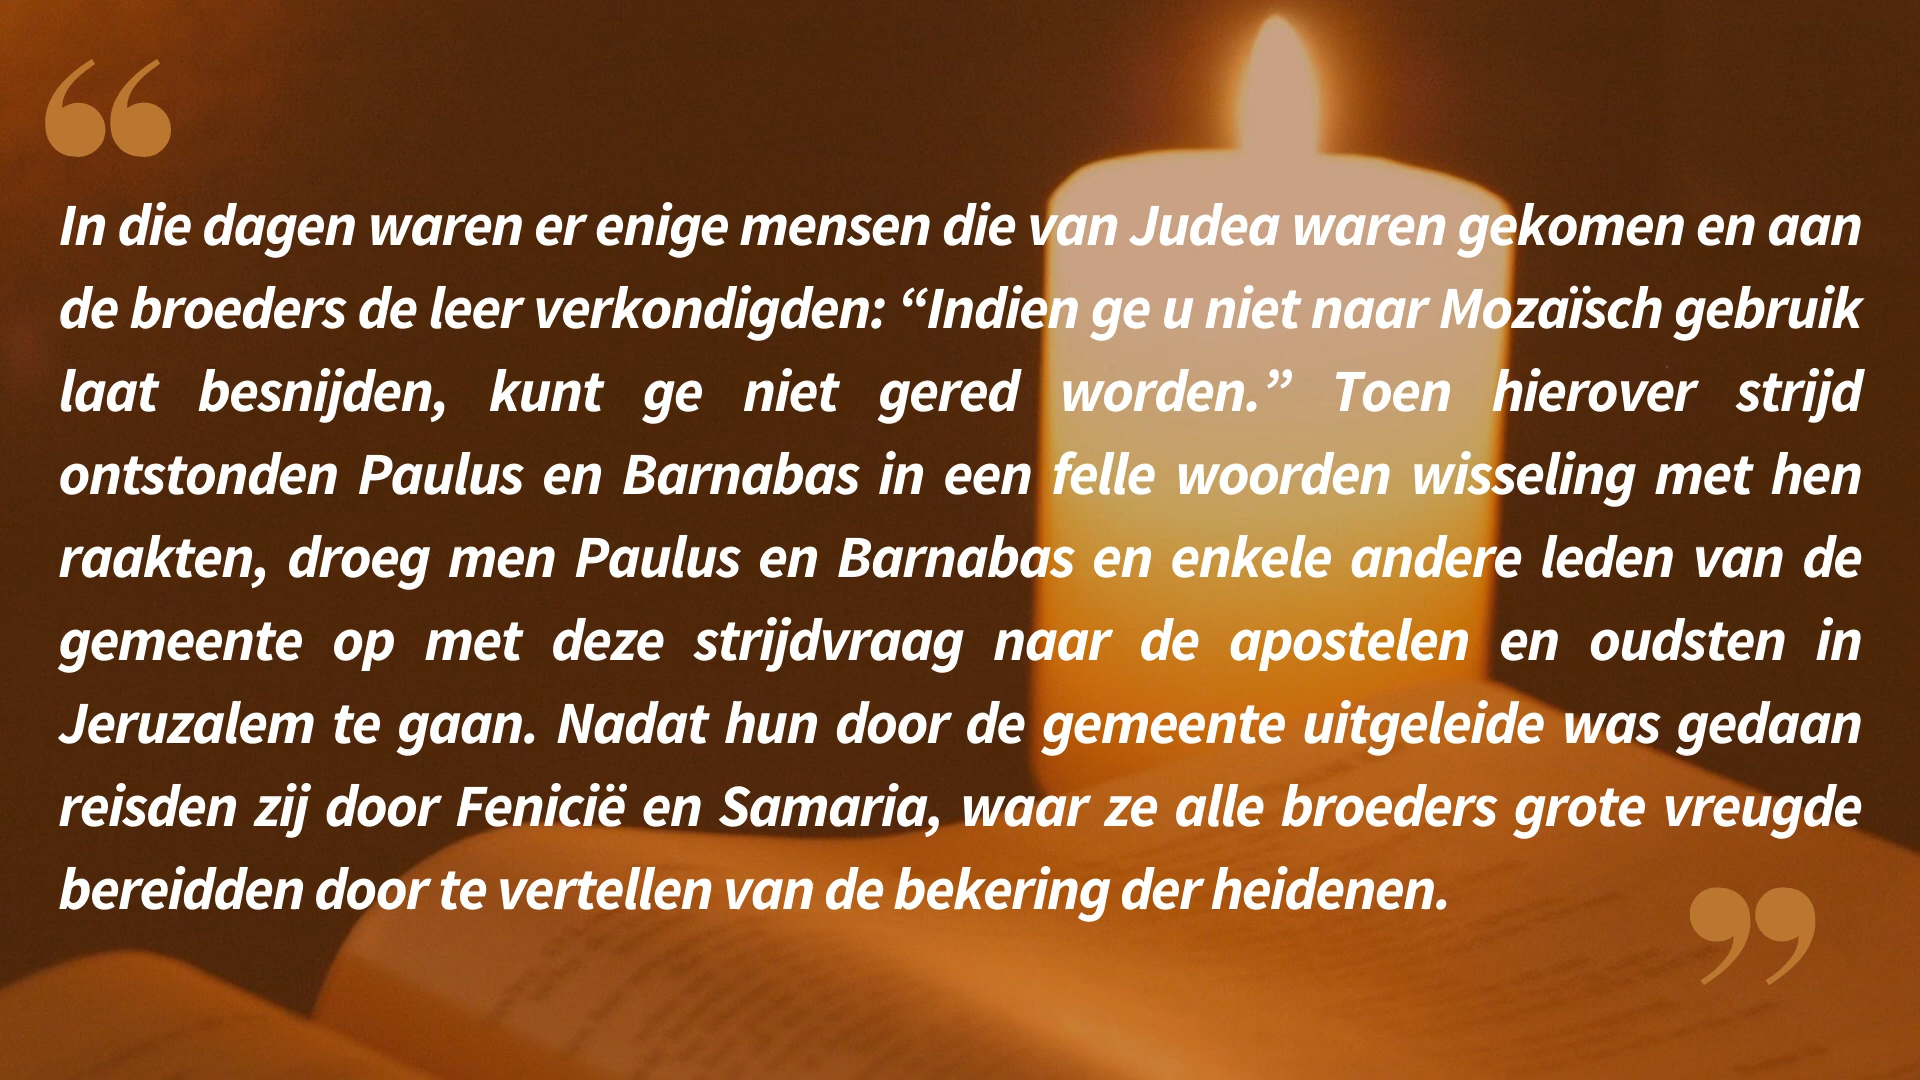 “
In die dagen waren er enige mensen die van Judea waren gekomen en aan
de broeders de leer verkondigden: “Indien ge u niet naar Mozaïsch gebruik
laat besnijden, kunt ge niet gered worden.” Toen hierover strijd
ontstonden Paulus en Barnabas in een felle woorden wisseling met hen
raakten, droeg men Paulus en Barnabas en enkele andere leden van de
gemeente op met deze strijdvraag naar de apostelen en oudsten in
Jeruzalem te gaan. Nadat hun door de gemeente uitgeleide was gedaan
reisden zij door Fenicië en Samaria, waar ze alle broeders grote vreugde
bereidden door te vertellen van de bekering der heidenen.
”